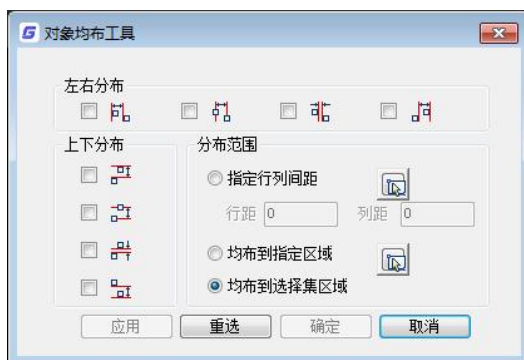 对象均布工具
左右分布
上下分布
分布范围
指定行列间距
行距 0 列距 0
均布到指定区域
均布到选择集区域
应用 重选 确定 取消